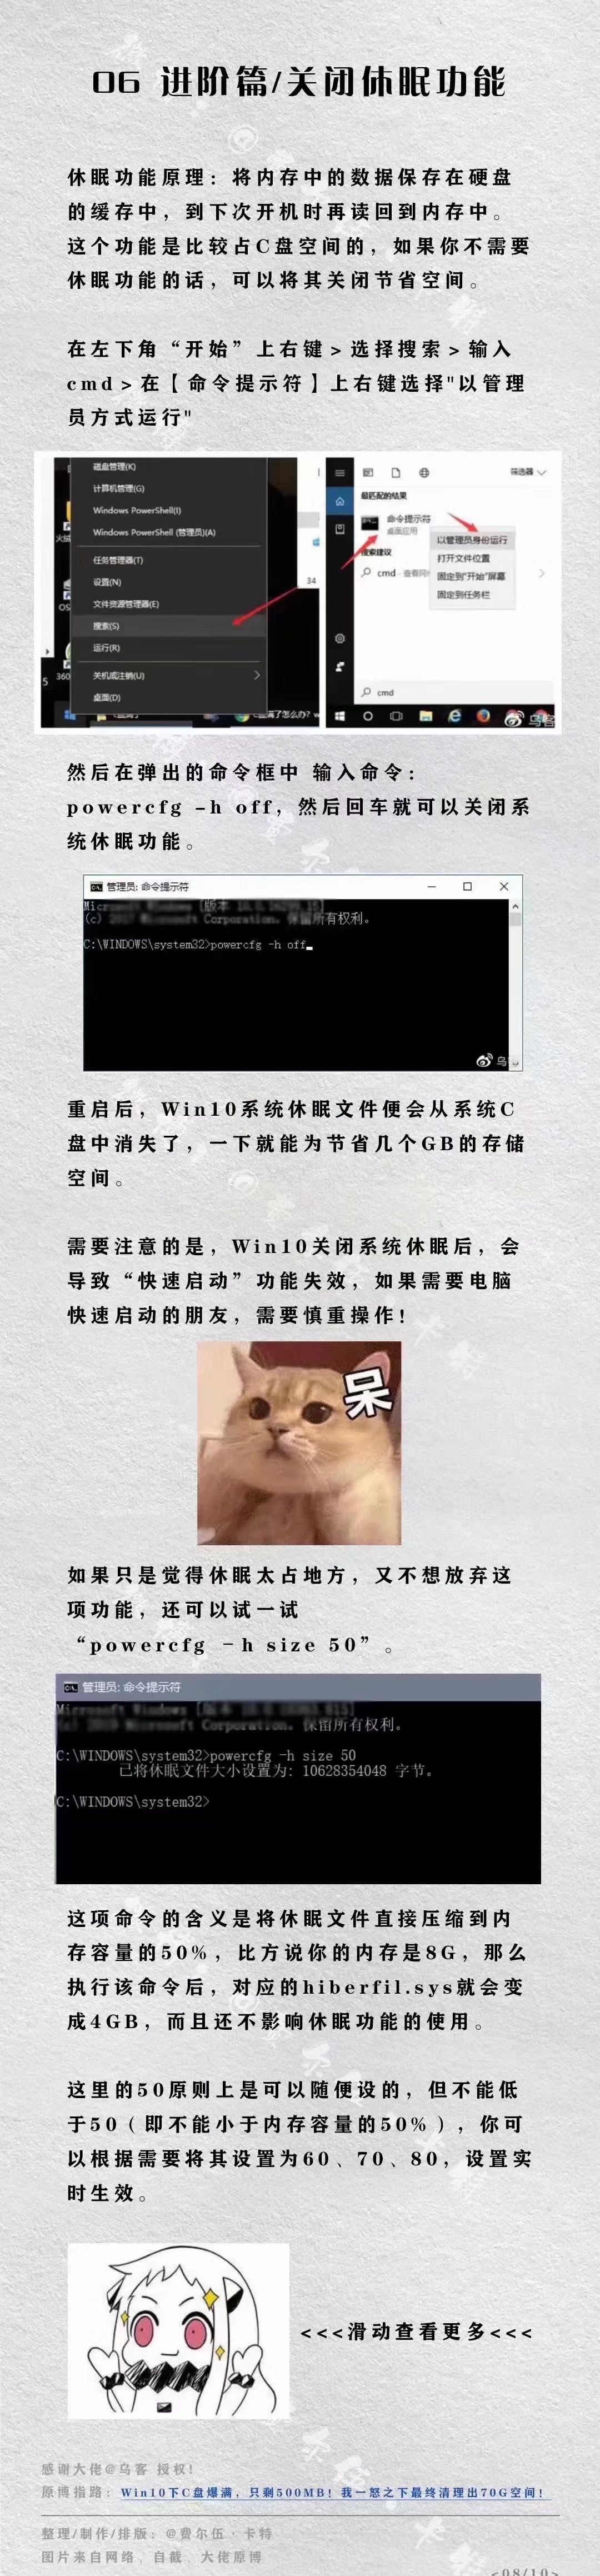 06 进阶篇/关闭休眠功能
休眠功能原理：将内存中的数据保存在硬盘
的缓存中，到下次开机时再读回到内存中。
这个功能是比较占C盘空间的，如果你不需要
休眠功能的话，可以将其关闭节省空间。
在左下角“开始”上右键＞选择搜索＞输入
cmd＞在【命令提示符】上右键选择"以管理
员方式运行"
磁盘管理(K)
计算机管理(G)
Windows PowerShell(I)
Windows PowerShell (管理员)(A)
任务管理器(T)
设置(N)
文件资源管理器(E)
搜索(S)
运行(R)
关机或注销(U)
桌面(D)
34
筛选器
最匹配的结果
命令提示符
桌面应用
搜索建议
cmd - 查看网
以管理员身份运行
打开文件位置
固定到"开始"屏幕
固定到任务栏
cmd
然后在弹出的命令框中 输入命令：
powercfg -h off，然后回车就可以关闭系
统休眠功能。
管理员: 命令提示符
(c) 2017 Microsoft Corporation。保留所有权利。
C:\WINDOWS\system32>powercfg -h off
重启后，Win10系统休眠文件便会从系统C
盘中消失了，一下就能为节省几个GB的存储
空间。
需要注意的是，Win10关闭系统休眠后，会
导致“快速启动”功能失效，如果需要电脑
快速启动的朋友，需要慎重操作！
呆
如果只是觉得休眠太占地方，又不想放弃这
项功能，还可以试一试
“powercfg -h size 50”。
管理员: 命令提示符
(c) 2019 Microsoft Corporation。保留所有权利。
C:\WINDOWS\system32>powercfg -h size 50
已将休眠文件大小设置为: 10628354048 字节。
C:\WINDOWS\system32>
这项命令的含义是将休眠文件直接压缩到内
存容量的50%，比方说你的内存是8G，那么
执行该命令后，对应的hiberfil.sys就会变
成4GB，而且还不影响休眠功能的使用。
这里的50原则上是可以随便设的，但不能低
于50（即不能小于内存容量的50%），你可
以根据需要将其设置为60、70、80，设置实
时生效。
<<<滑动查看更多<<<
感谢大佬@乌客 授权！
原博指路：Win10下C盘爆满，只剩500MB！我一怒之下最终清理出70G空间！
整理/制作/排版：@费尔伍·卡特
图片来自网络、自截、大佬原博
<08/10>